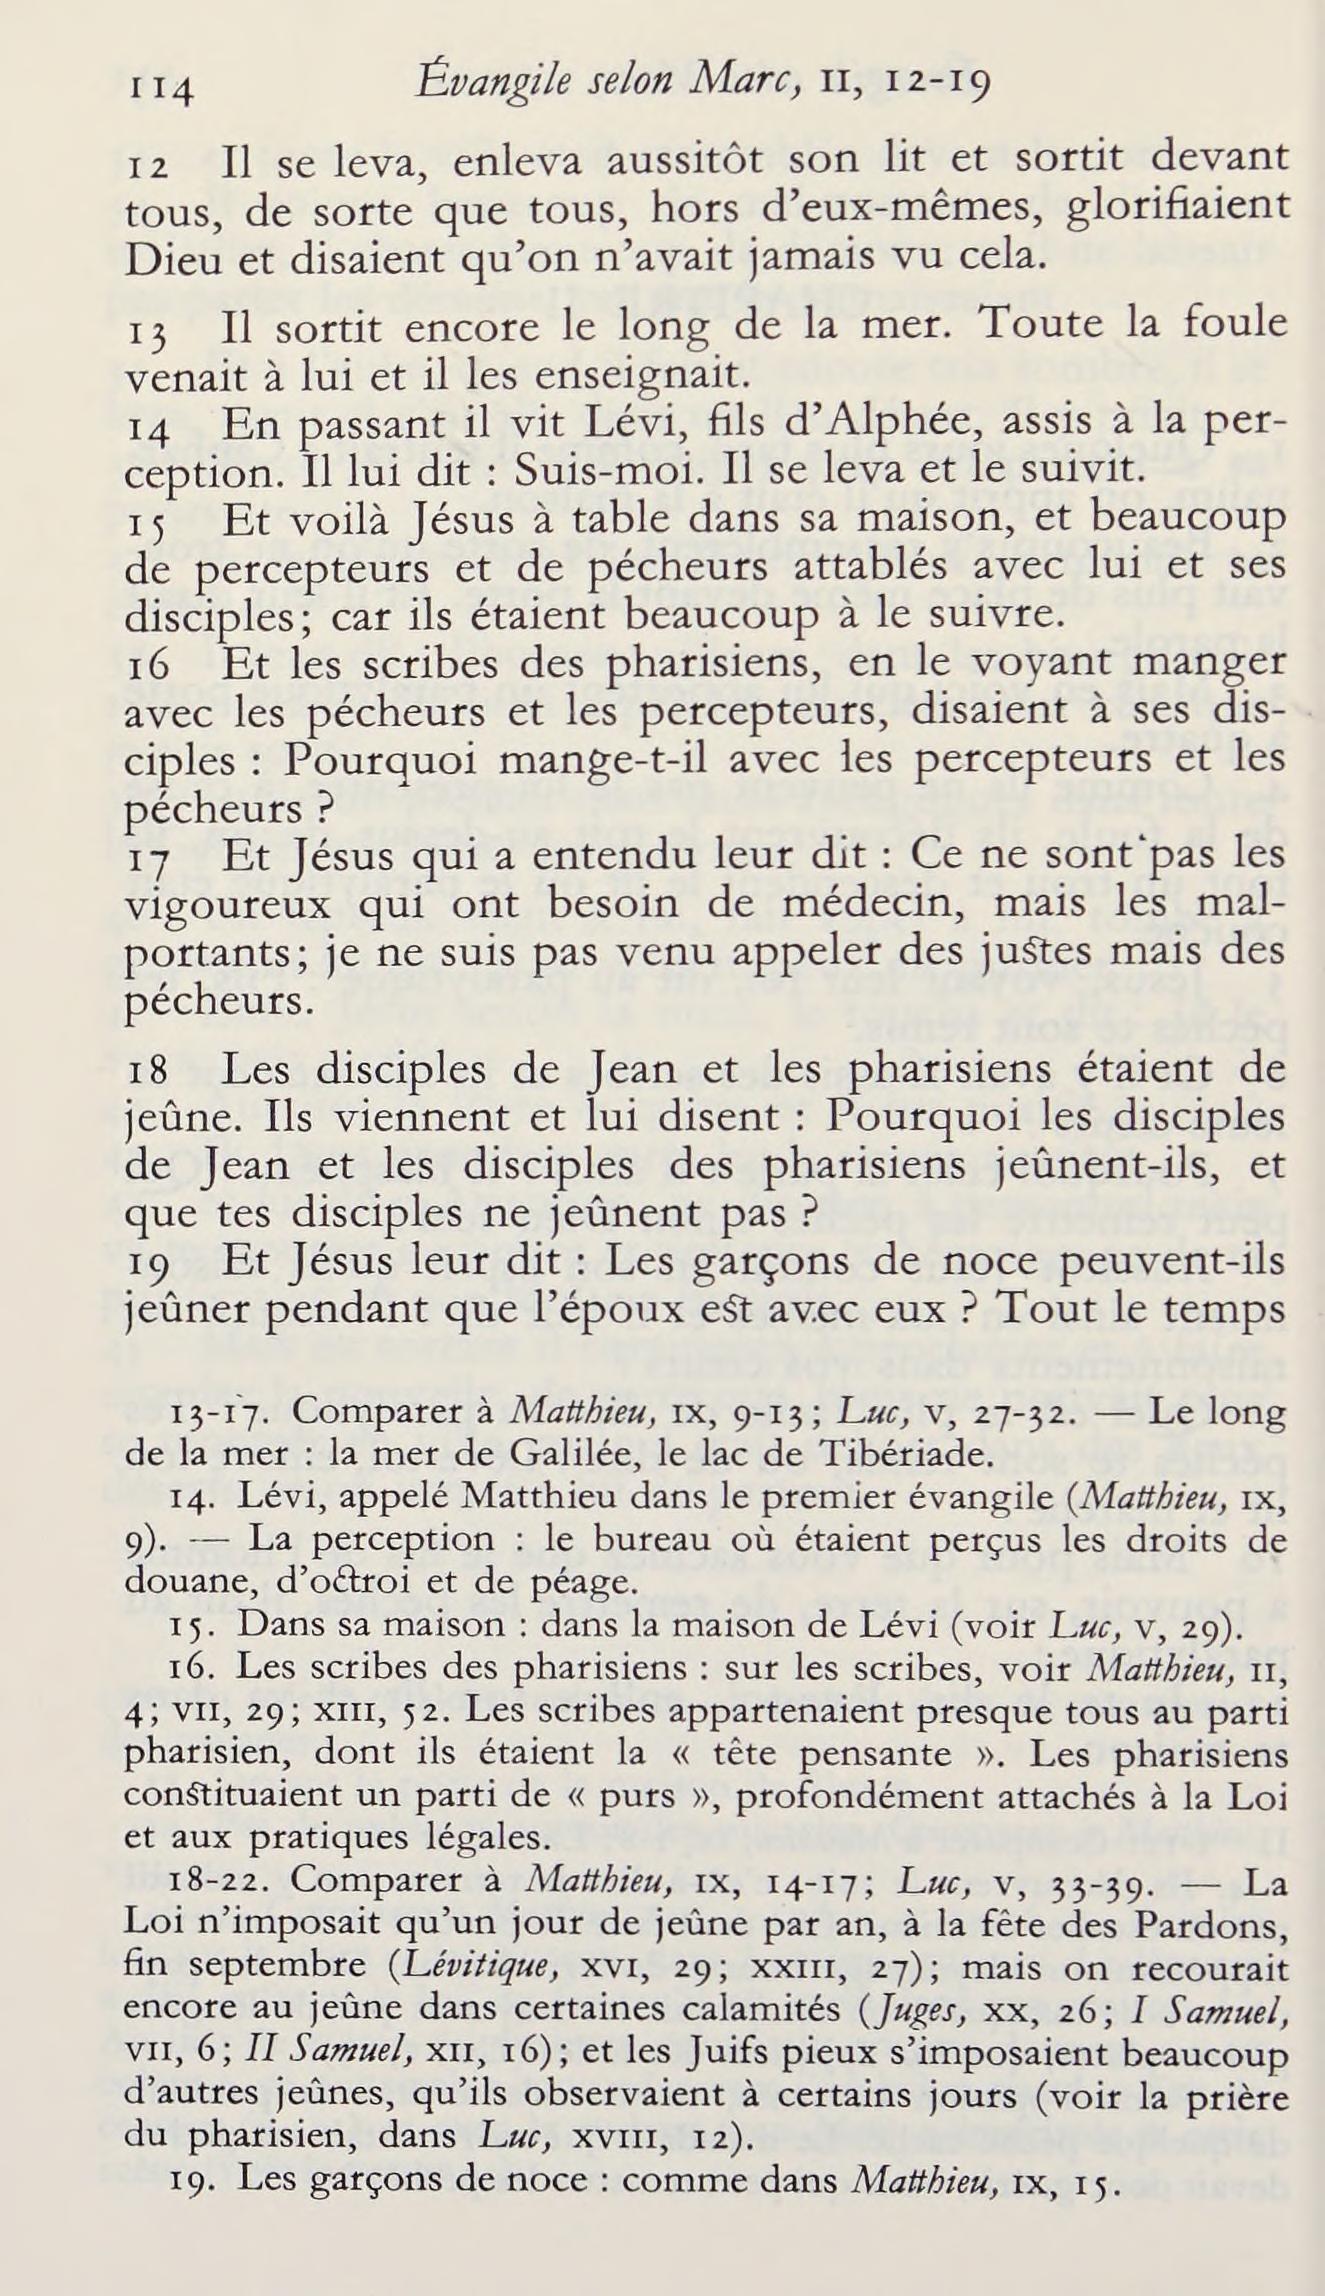 114 Évangile selon Marc, II, 12-19
12 Il se leva, enleva aussitôt son lit et sortit devant
tous, de sorte que tous, hors d'eux-mêmes, glorifiaient
Dieu et disaient qu'on n'avait jamais vu cela.
13 Il sortit encore le long de la mer. Toute la foule
venait à lui et il les enseignait.
14 En passant il vit Lévi, fils d'Alphée, assis à la per-
ception. Il lui dit : Suis-moi. Il se leva et le suivit.
15 Et voilà Jésus à table dans sa maison, et beaucoup
de percepteurs et de pécheurs attablés avec lui et ses
disciples; car ils étaient beaucoup à le suivre.
16 Et les scribes des pharisiens, en le voyant manger
avec les pécheurs et les percepteurs, disaient à ses dis-
ciples : Pourquoi mange-t-il avec les percepteurs et les
pécheurs ?
17 Et Jésus qui a entendu leur dit : Ce ne sont pas les
vigoureux qui ont besoin de médecin, mais les mal-
portants; je ne suis pas venu appeler des justes mais des
pécheurs.
18 Les disciples de Jean et les pharisiens étaient de
jeûne. Ils viennent et lui disent : Pourquoi les disciples
de Jean et les disciples des pharisiens jeûnent-ils, et
que tes disciples ne jeûnent pas ?
19 Et Jésus leur dit : Les garçons de noce peuvent-ils
jeûner pendant que l'époux est avec eux ? Tout le temps
13-17. Comparer à Matthieu, IX, 9-13; Luc, V, 27-32. — Le long
de la mer : la mer de Galilée, le lac de Tibériade.
14. Lévi, appelé Matthieu dans le premier évangile (Matthieu, IX,
9). — La perception : le bureau où étaient perçus les droits de
douane, d'octroi et de péage.
15. Dans sa maison : dans la maison de Lévi (voir Luc, V, 29).
16. Les scribes des pharisiens : sur les scribes, voir Matthieu, II,
4; VII, 29; XIII, 52. Les scribes appartenaient presque tous au parti
pharisien, dont ils étaient la « tête pensante ». Les pharisiens
constituaient un parti de « purs », profondément attachés à la Loi
et aux pratiques légales.
18-22. Comparer à Matthieu, IX, 14-17; Luc, V, 33-39. — La
Loi n'imposait qu'un jour de jeûne par an, à la fête des Pardons,
fin septembre (Lévitique, XVI, 29; XXIII, 27); mais on recourait
encore au jeûne dans certaines calamités (Juges, XX, 26; I Samuel,
VII, 6; II Samuel, XII, 16); et les Juifs pieux s'imposaient beaucoup
d'autres jeûnes, qu'ils observaient à certains jours (voir la prière
du pharisien, dans Luc, XVIII, 12).
19. Les garçons de noce : comme dans Matthieu, IX, 15.